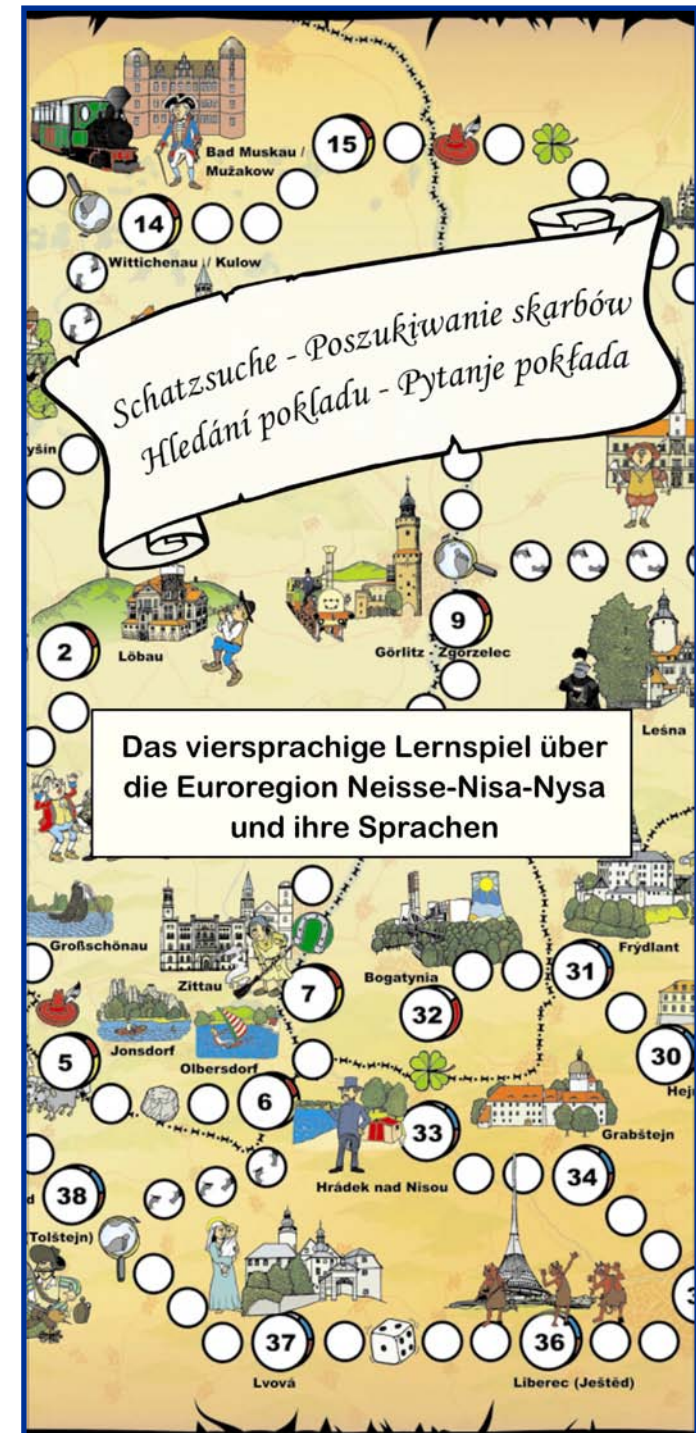 15
Bad Muskau /
Mužakow
14
Wittichenau / Kulow
Schatzsuche - Poszukiwanie skarbów
Hledání pokladu - Pytanje pokłada
yšin
2
Löbau
Görlitz - Zgorzelec
9
Leśna
Das viersprachige Lernspiel über
die Euroregion Neisse-Nisa-Nysa
und ihre Sprachen
Großschönau
Zittau
7
Bogatynia
32
31
Frýdlant
5
Jonsdorf
Olbersdorf
6
30
Hej
33
Grabštejn
Hrádek nad Nisou
34
38
(Tolštejn)
37
36
Lvová
Liberec (Ještěd)